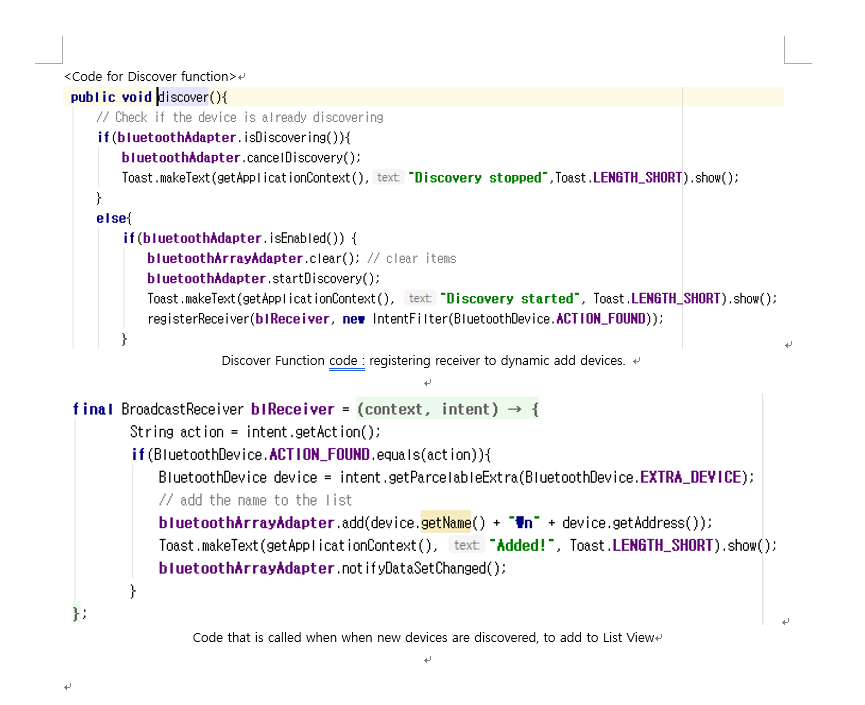 <Code for Discover function>↵
public void discover(){
// Check if the device is already discovering
if(bluetoothAdapter.isDiscovering()){
bluetoothAdapter.cancelDiscovery();
Toast.makeText(getApplicationContext(), text: "Discovery stopped",Toast.LENGTH_SHORT).show();
}
else{
if(bluetoothAdapter.isEnabled()) {
bluetoothArrayAdapter.clear(); // clear items
bluetoothAdapter.startDiscovery();
Toast.makeText(getApplicationContext(), text: "Discovery started", Toast.LENGTH_SHORT).show();
registerReceiver(blReceiver, new IntentFilter(BluetoothDevice.ACTION_FOUND));
}
↵
Discover Function code : registering receiver to dynamic add devices. ↵
↵
final BroadcastReceiver blReceiver = (context, intent) → {
String action = intent.getAction();
if(BluetoothDevice.ACTION_FOUND.equals(action)){
BluetoothDevice device = intent.getParcelableExtra(BluetoothDevice.EXTRA_DEVICE);
// add the name to the list
bluetoothArrayAdapter.add(device.getName() + "₩n" + device.getAddress());
Toast.makeText(getApplicationContext(), text: "Added!", Toast.LENGTH_SHORT).show();
bluetoothArrayAdapter.notifyDataSetChanged();
}
};
↵
Code that is called when when new devices are discovered, to add to List View↵
↵
↵